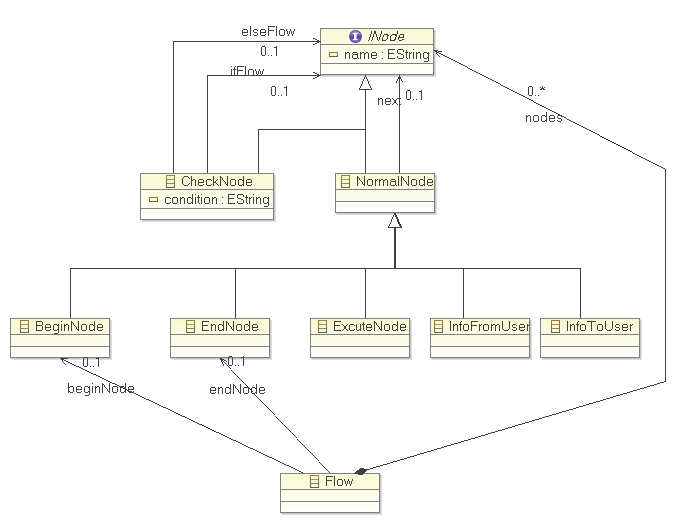 elseFlow
0..1
I INode
name : EString
ifFlow
0..1
next 0..1
0..*
nodes
CheckNode
condition : EString
NormalNode
BeginNode
EndNode
ExcuteNode
InfoFromUser
InfoToUser
0..1
beginNode
0..1
endNode
Flow